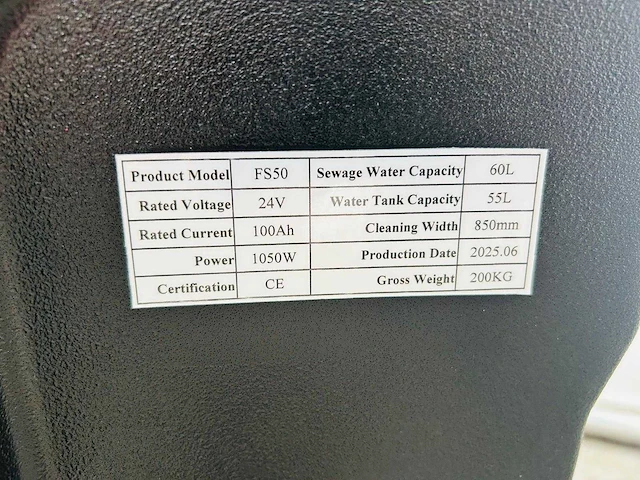 Product Model FS50 Sewage Water Capacity 60L
Rated Voltage 24V Water Tank Capacity 55L
Rated Current 100Ah Cleaning Width 850mm
Power 1050W Production Date 2025.06
Certification CE Gross Weight 200KG